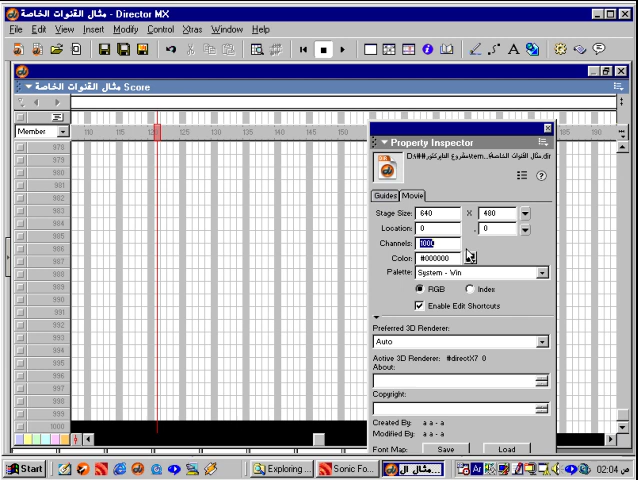 مثال القنوات الخاصة - Director MX
File Edit View Insert Modify Control Xtras Window Help
مثال القنوات الخاصة Score
Member
110 115 120 125 130 135 140 145 150 185 190
978
979
980
981
982
983
984
985
986
987
988
989
990
991
992
993
994
995
996
997
998
999
1000
Property Inspector
Guides Movie
Stage Size: 640 X 480
Location: 0 , 0
Channels: 1000
Color: #000000
Palette: System - Win
RGB Index
Enable Edit Shortcuts
Preferred 3D Renderer:
Auto
Active 3D Renderer: #directX7 0
About:
Copyright:
Created By: a a - a
Modified By: a a - a
Font Map: Save Load
Start
Exploring ...
Sonic Fo...
مثال ال...
Ar
02:04 ص